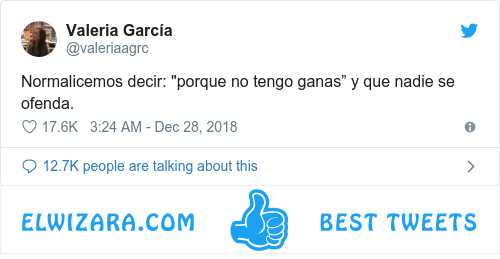 Valeria García
@valeriaagrc
Normalicemos decir: "porque no tengo ganas” y que nadie se
ofenda.
17.6K 3:24 AM - Dec 28, 2018
12.7K people are talking about this
ELWIZARA.COM BEST TWEETS